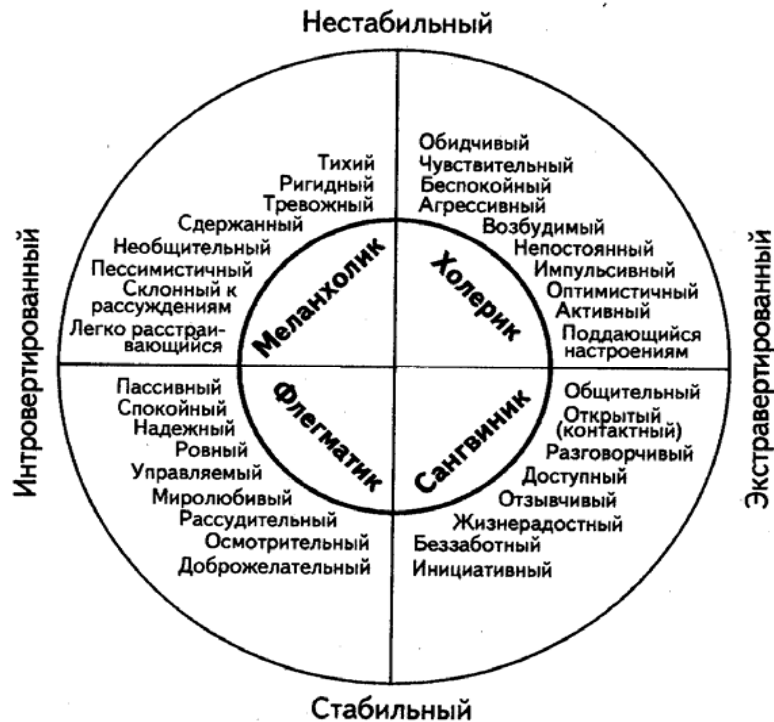 Нестабильный
Тихий
Ригидный
Тревожный
Сдержанный
Необщительный
Пессимистичный
Склонный к
рассуждениям
Легко расстраи-
вающийся
Меланхолик
Обидчивый
Чувствительный
Беспокойный
Агрессивный
Возбудимый
Непостоянный
Импульсивный
Оптимистичный
Активный
Поддающийся
настроениям
Холерик
Интровертированный
Экстравертированный
Пассивный
Спокойный
Надежный
Ровный
Управляемый
Миролюбивый
Рассудительный
Осмотрительный
Доброжелательный
Флегматик
Общительный
Открытый
(контактный)
Разговорчивый
Доступный
Отзывчивый
Жизнерадостный
Беззаботный
Инициативный
Сангвиник
Стабильный